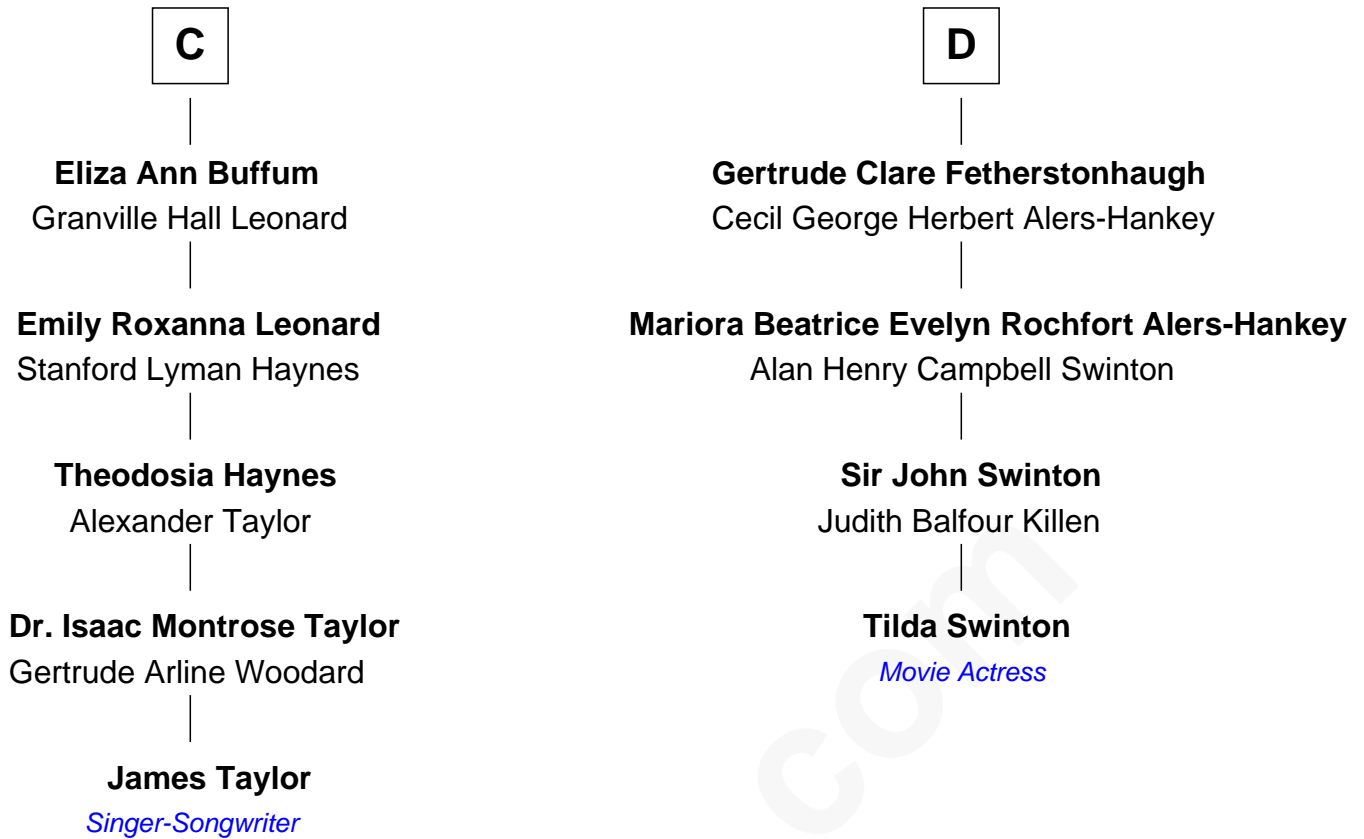 C
Eliza Ann Buffum
Granville Hall Leonard
Emily Roxanna Leonard
Stanford Lyman Haynes
Theodosia Haynes
Alexander Taylor
Dr. Isaac Montrose Taylor
Gertrude Arline Woodard
James Taylor
Singer-Songwriter
D
Gertrude Clare Fetherstonhaugh
Cecil George Herbert Alers-Hankey
Mariora Beatrice Evelyn Rochfort Alers-Hankey
Alan Henry Campbell Swinton
Sir John Swinton
Judith Balfour Killen
Tilda Swinton
Movie Actress
com